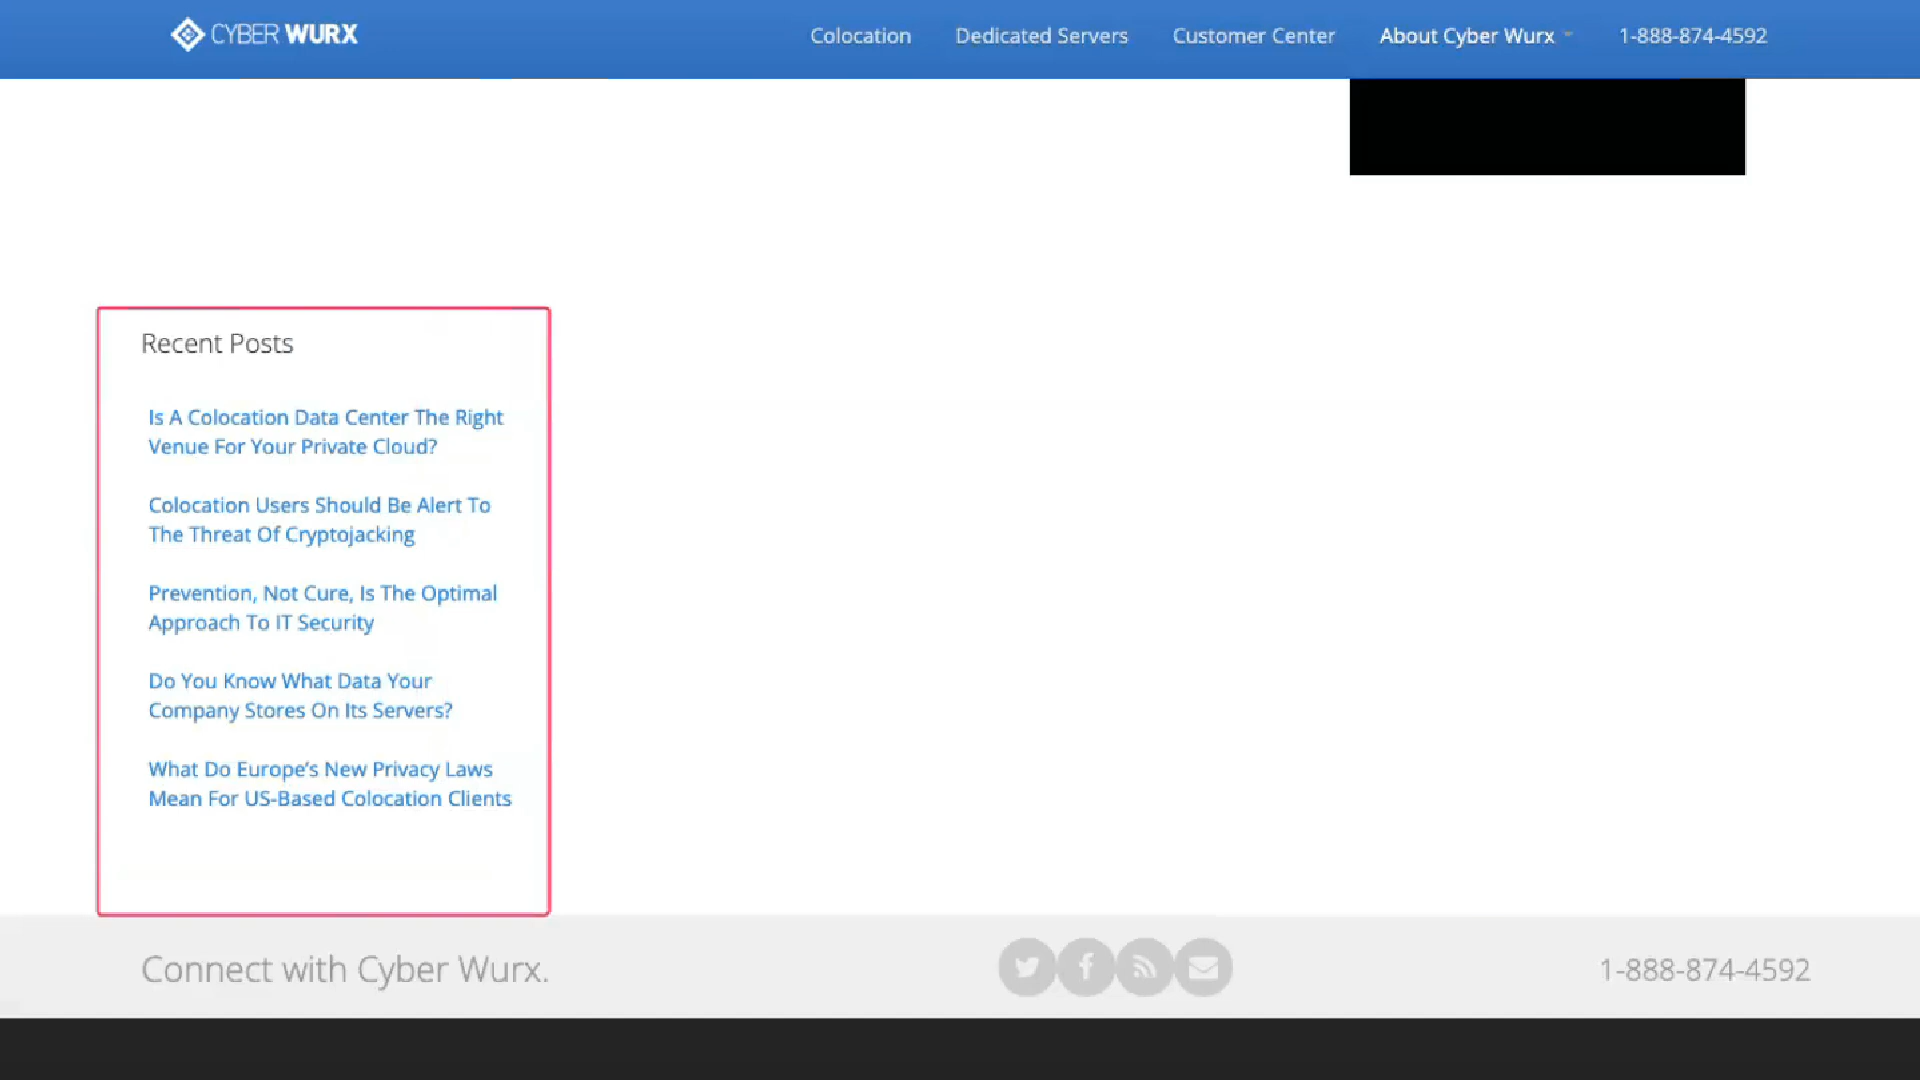 CYBER WURX
Colocation
Dedicated Servers
Customer Center
About Cyber Wurx
1-888-874-4592
Recent Posts
Is A Colocation Data Center The Right
Venue For Your Private Cloud?
Colocation Users Should Be Alert To
The Threat Of Cryptojacking
Prevention, Not Cure, Is The Optimal
Approach To IT Security
Do You Know What Data Your
Company Stores On Its Servers?
What Do Europe's New Privacy Laws
Mean For US-Based Colocation Clients
Connect with Cyber Wurx.
1-888-874-4592